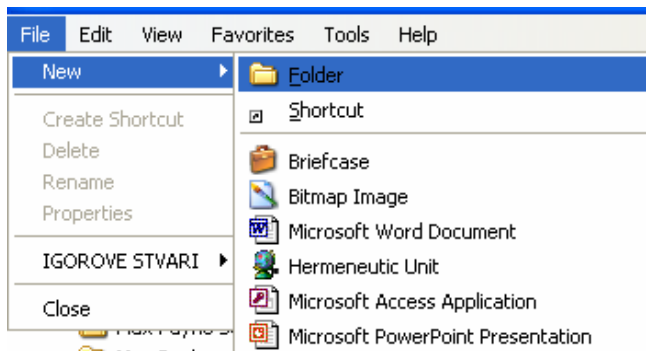 File Edit View Favorites Tools Help
New
Create Shortcut
Delete
Rename
Properties
IGOROVE STVARI
Close
Folder
Shortcut
Briefcase
Bitmap Image
Microsoft Word Document
Hermeneutic Unit
Microsoft Access Application
Microsoft PowerPoint Presentation